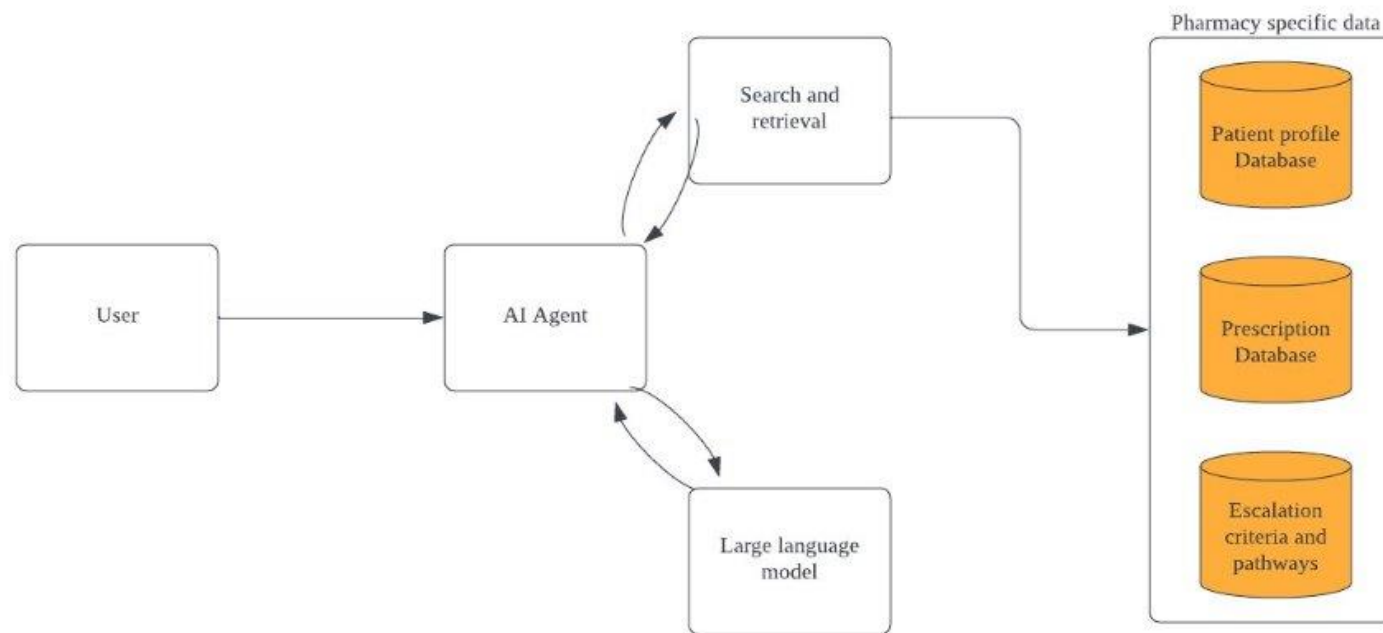 Pharmacy specific data
Search and
retrieval
Patient profile
Database
User
AI Agent
Prescription
Database
Large language
model
Escalation
criteria and
pathways